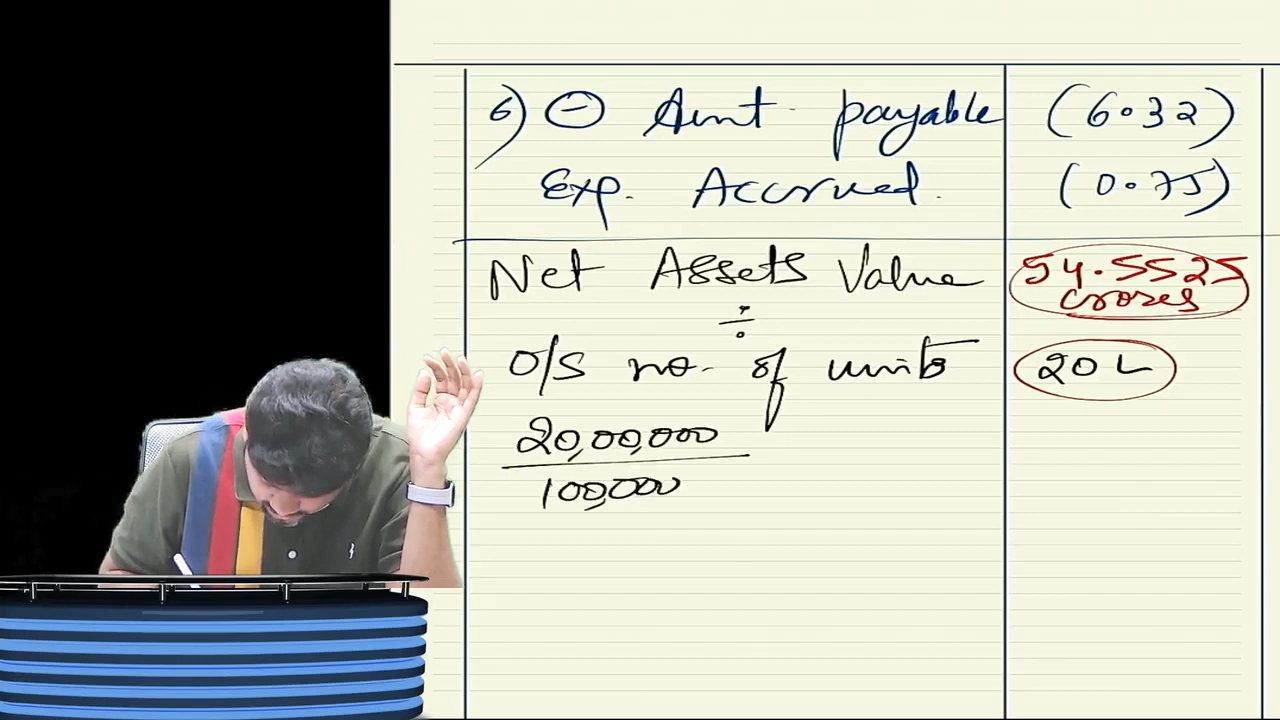 6) ⊖ Amt. payable (6.32)
Exp. Accrued. (0.75)
Net Assets Value 54.5525 crores
÷
O/S no. of units 20 L
20,00,000
100,000